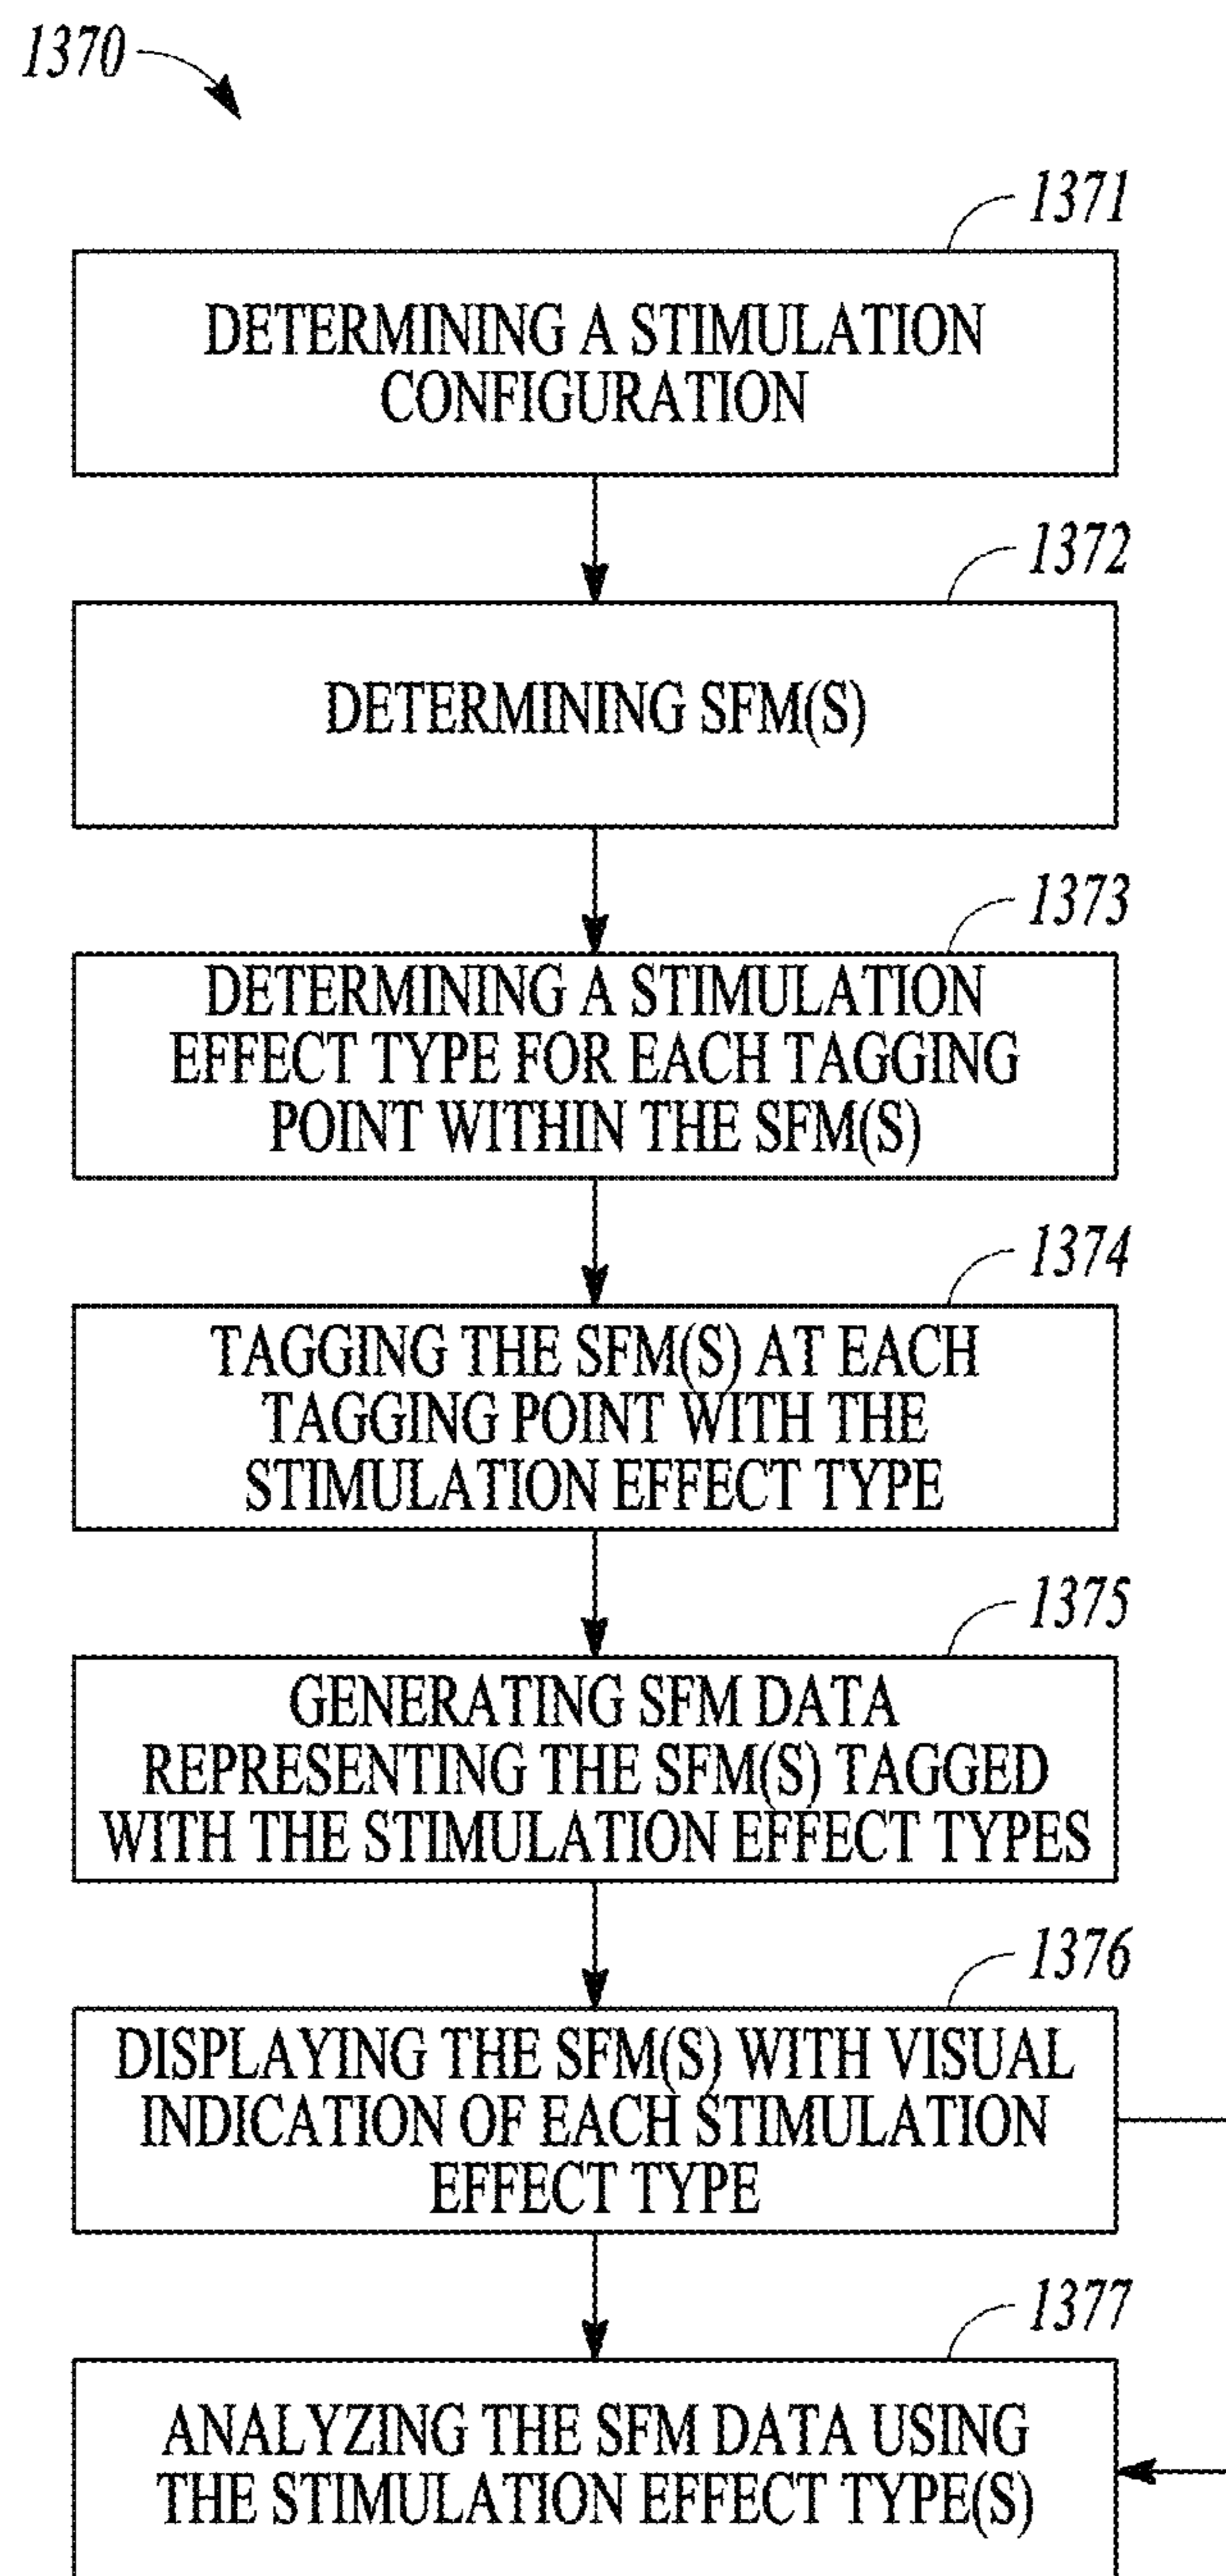 1370
1371
DETERMINING A STIMULATION
CONFIGURATION
1372
DETERMINING SFM(S)
1373
DETERMINING A STIMULATION
EFFECT TYPE FOR EACH TAGGING
POINT WITHIN THE SFM(S)
1374
TAGGING THE SFM(S) AT EACH
TAGGING POINT WITH THE
STIMULATION EFFECT TYPE
1375
GENERATING SFM DATA
REPRESENTING THE SFM(S) TAGGED
WITH THE STIMULATION EFFECT TYPES
1376
DISPLAYING THE SFM(S) WITH VISUAL
INDICATION OF EACH STIMULATION
EFFECT TYPE
1377
ANALYZING THE SFM DATA USING
THE STIMULATION EFFECT TYPE(S)